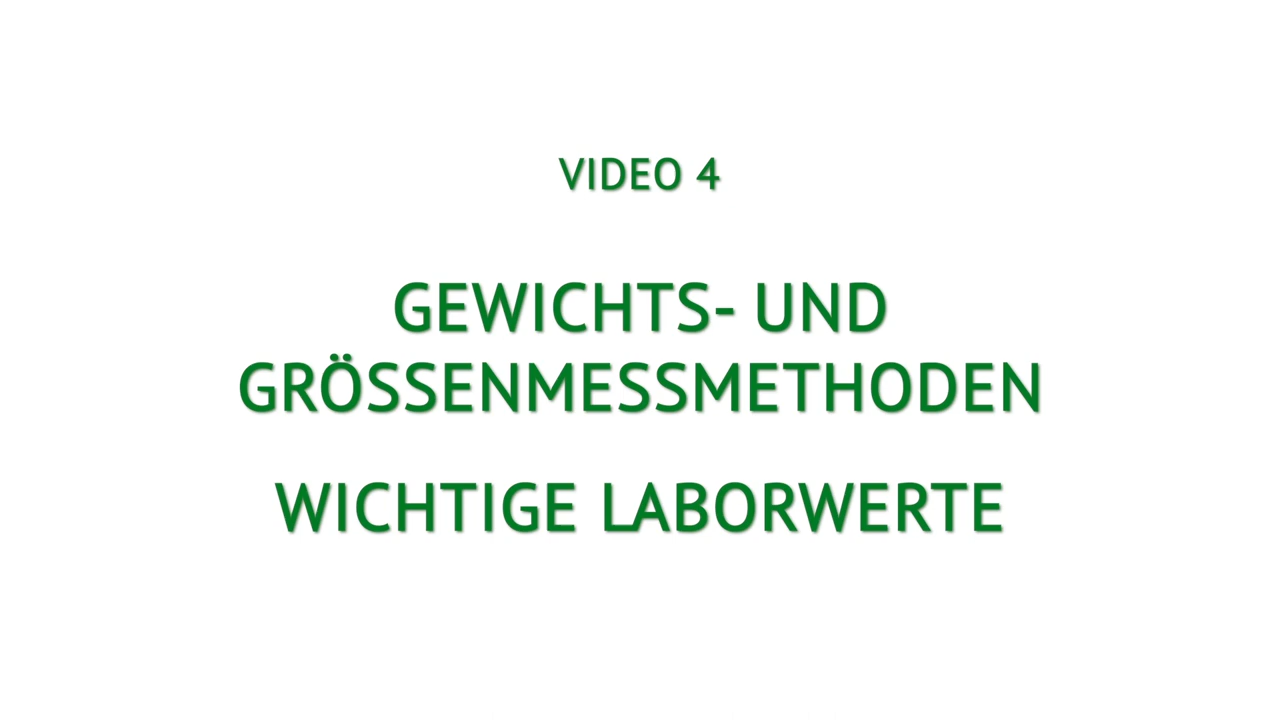 VIDEO 4
GEWICHTS- UND
GRÖSSENMESSMETHODEN
WICHTIGE LABORWERTE